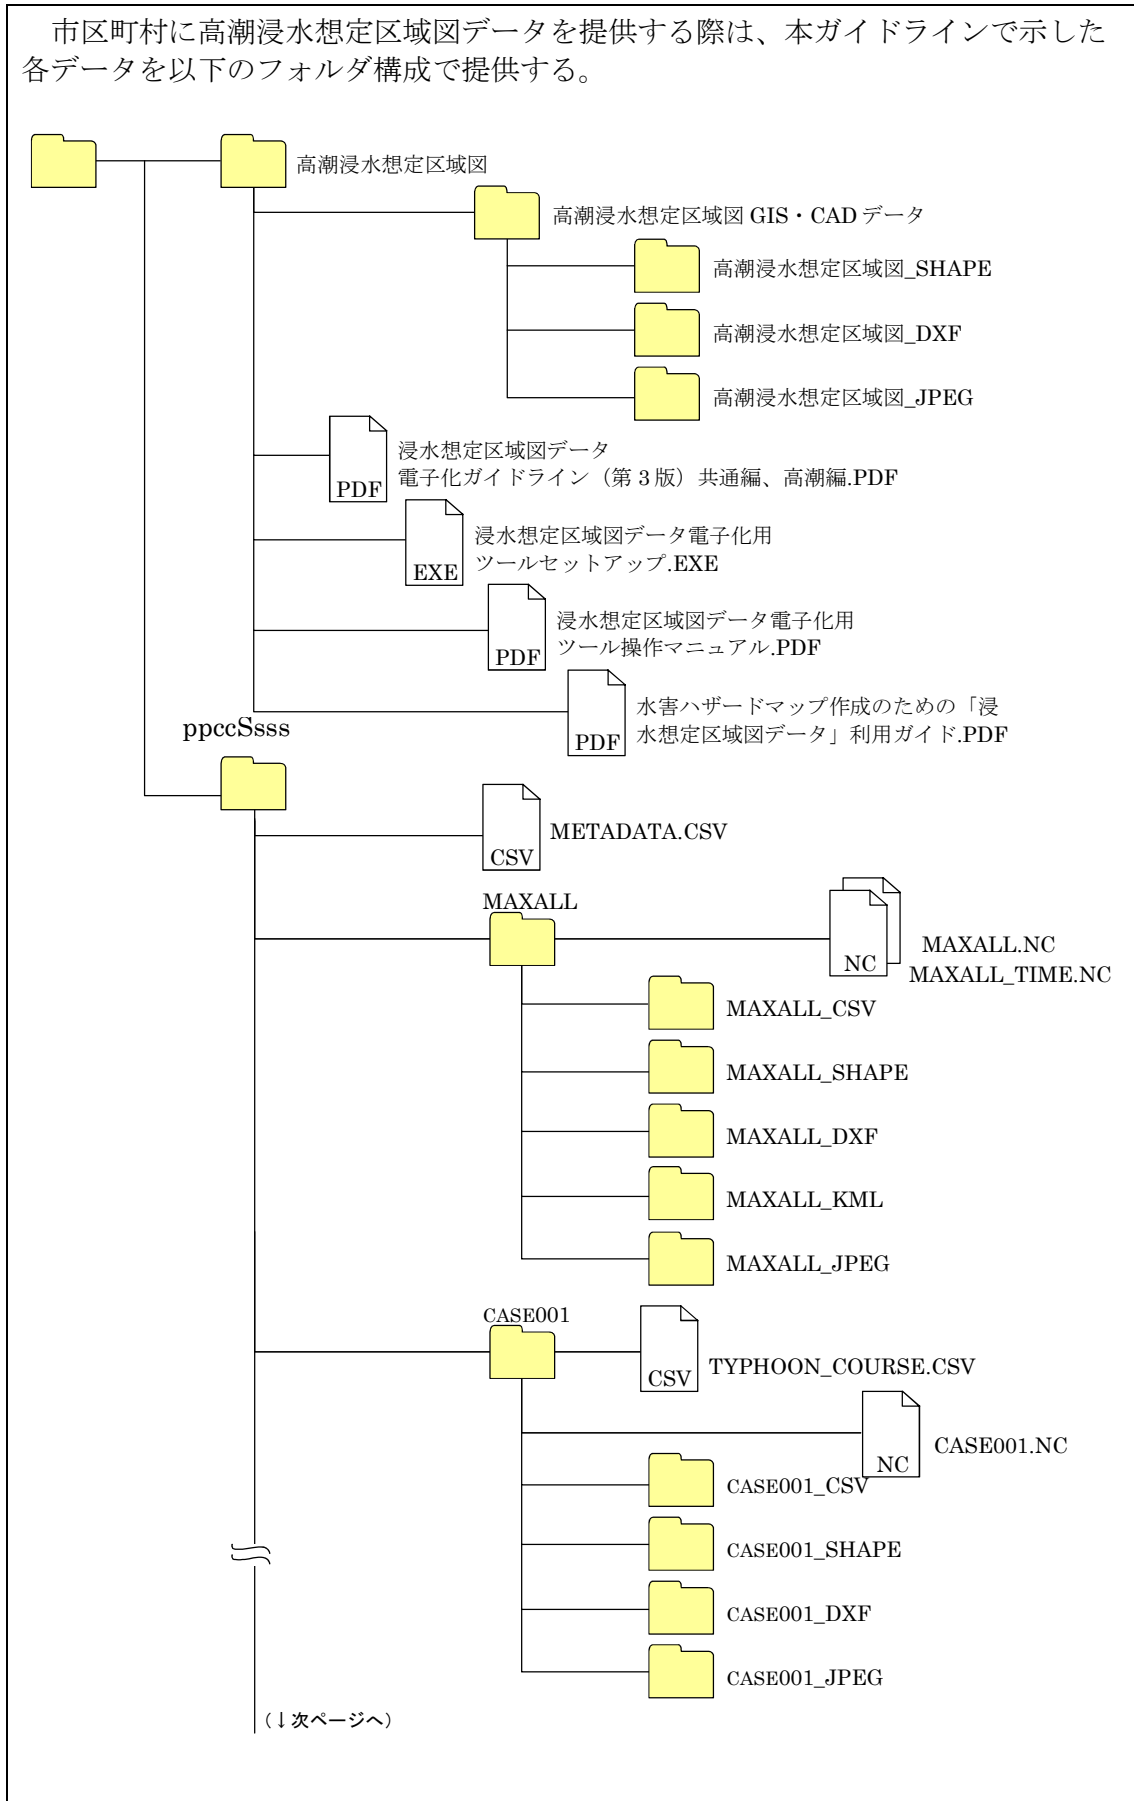 市区町村に高潮浸水想定区域図データを提供する際は、本ガイドラインで示した
各データを以下のフォルダ構成で提供する。
高潮浸水想定区域図
高潮浸水想定区域図 GIS・CAD データ
高潮浸水想定区域図_SHAPE
高潮浸水想定区域図_DXF
高潮浸水想定区域図_JPEG
PDF
浸水想定区域図データ
電子化ガイドライン（第 3 版）共通編、高潮編.PDF
EXE
浸水想定区域図データ電子化用
ツールセットアップ.EXE
PDF
浸水想定区域図データ電子化用
ツール操作マニュアル.PDF
PDF
水害ハザードマップ作成のための「浸
水想定区域図データ」利用ガイド.PDF
ppccSsss
CSV
METADATA.CSV
MAXALL
NC
MAXALL.NC
MAXALL_TIME.NC
MAXALL_CSV
MAXALL_SHAPE
MAXALL_DXF
MAXALL_KML
MAXALL_JPEG
CASE001
CSV
TYPHOON_COURSE.CSV
NC
CASE001.NC
CASE001_CSV
CASE001_SHAPE
CASE001_DXF
CASE001_JPEG
（↓次ページへ）